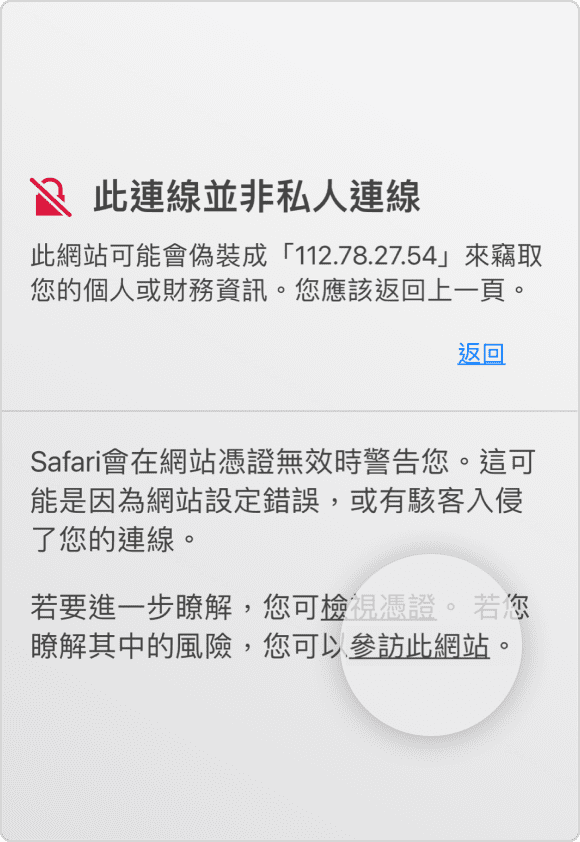 此連線並非私人連線
此網站可能會偽裝成「112.78.27.54」來竊取
您的個人或財務資訊。您應該返回上一頁。
返回
Safari會在網站憑證無效時警告您。這可
能是因為網站設定錯誤，或有駭客入侵
了您的連線。
若要進一步瞭解，您可檢視憑證。 若您
瞭解其中的風險，您可以參訪此網站。